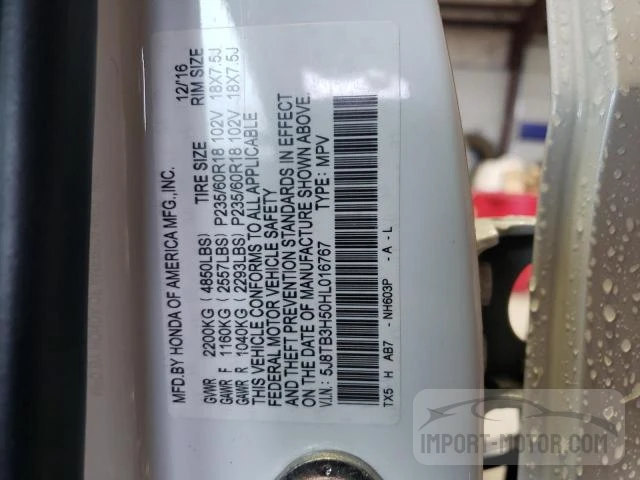 MFD.BY HONDA OF AMERICA MFG.,INC. 12/16
TIRE SIZE RIM SIZE
GVWR 2200KG (4850LBS)
GAWR F 1160KG (2557LBS) P235/60R18 102V 18X7.5J
GAWR R 1040KG (2293LBS) P235/60R18 102V 18X7.5J
THIS VEHICLE CONFORMS TO ALL APPLICABLE
FEDERAL MOTOR VEHICLE SAFETY
AND THEFT PREVENTION STANDARDS IN EFFECT
ON THE DATE OF MANUFACTURE SHOWN ABOVE.
V.I.N.: 5J8TB3H50HL016767 TYPE: MPV
TX5 H AB7 - NH603P - A - L
IMPORT-MOTOR.COM